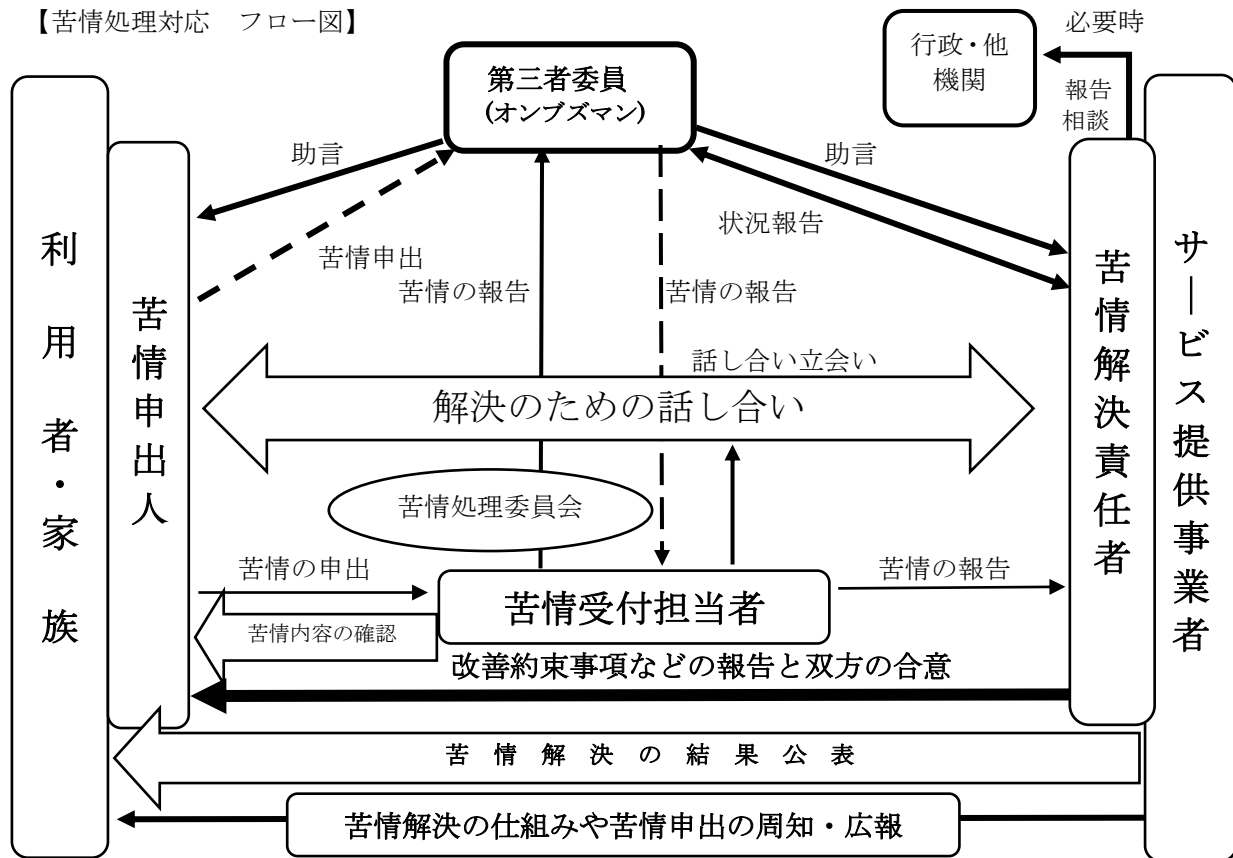 【苦情処理対応　フロー図】
必要時
行政・他
機関
第三者委員
(オンブズマン)
報告
相談
助言
助言
状況報告
苦情申出
苦情の報告
苦情の報告
利用者・家族
苦情申出人
苦情解決責任者
サービス提供事業者
話し合い立会い
解決のための話し合い
苦情処理委員会
苦情の申出
苦情の報告
苦情受付担当者
苦情内容の確認
改善約束事項などの報告と双方の合意
苦情解決の結果公表
苦情解決の仕組みや苦情申出の周知・広報